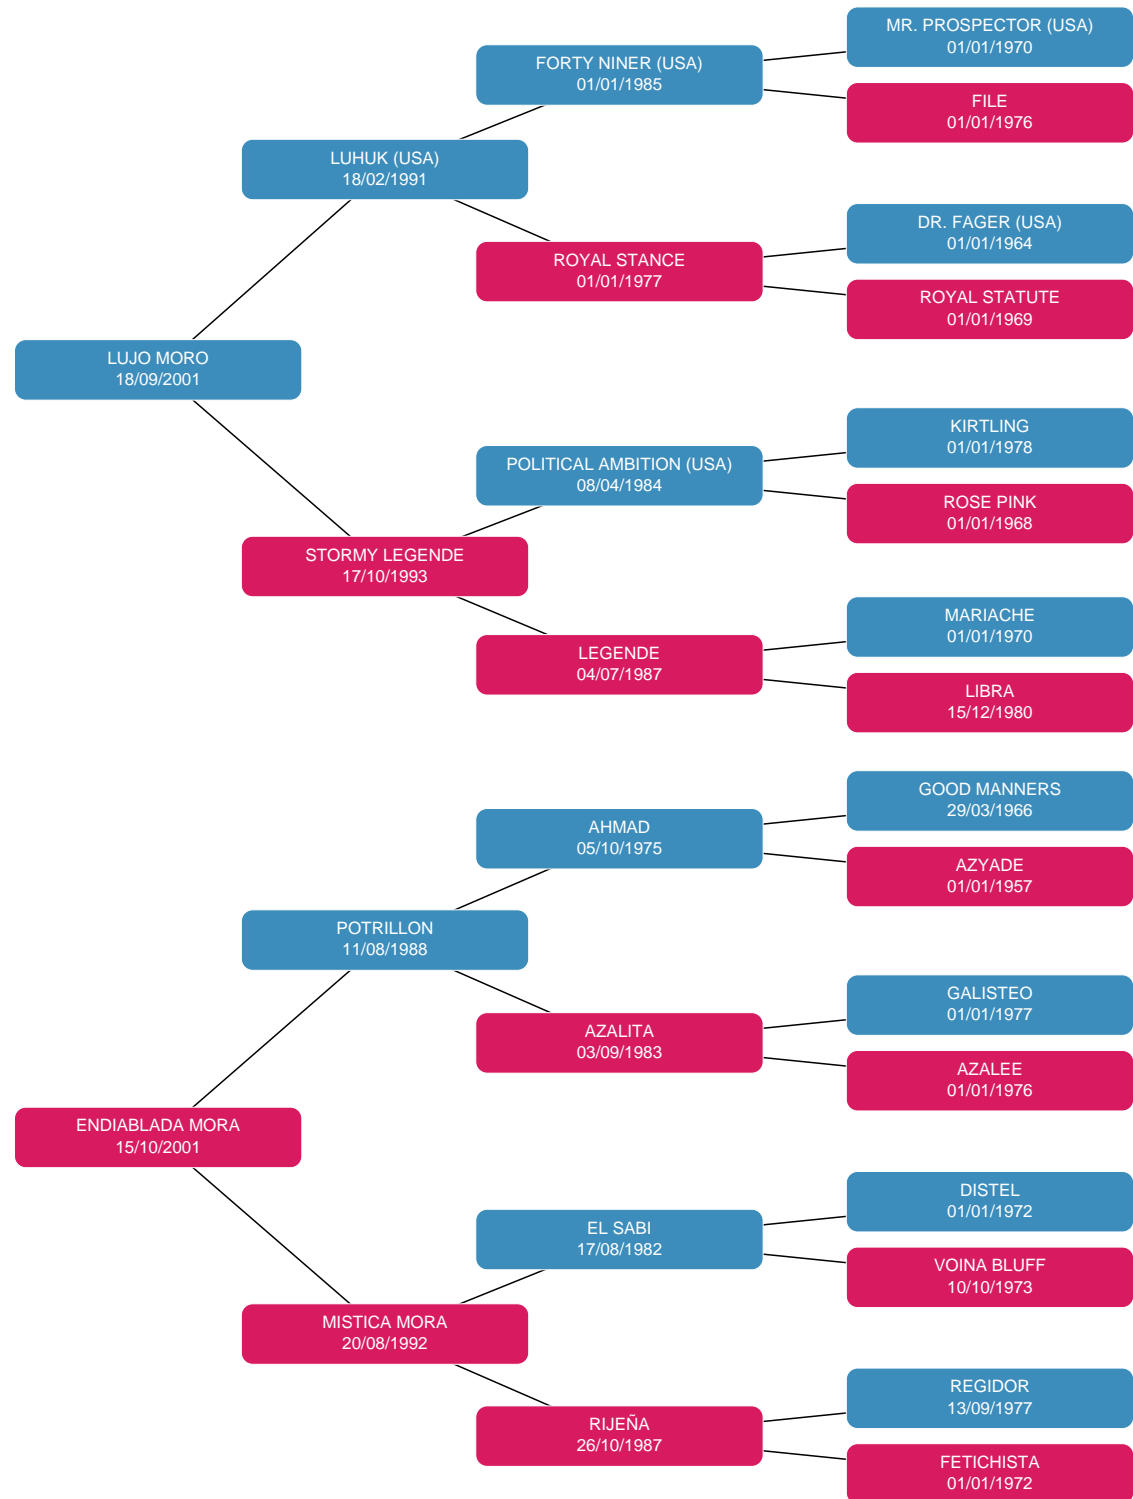 MR. PROSPECTOR (USA)
01/01/1970
FORTY NINER (USA)
01/01/1985
FILE
01/01/1976
LUHUK (USA)
18/02/1991
DR. FAGER (USA)
01/01/1964
ROYAL STANCE
01/01/1977
ROYAL STATUTE
01/01/1969
LUJO MORO
18/09/2001
KIRTLING
01/01/1978
POLITICAL AMBITION (USA)
08/04/1984
ROSE PINK
01/01/1968
STORMY LEGENDE
17/10/1993
MARIACHE
01/01/1970
LEGENDE
04/07/1987
LIBRA
15/12/1980
GOOD MANNERS
29/03/1966
AHMAD
05/10/1975
AZYADE
01/01/1957
POTRILLON
11/08/1988
GALISTEO
01/01/1977
AZALITA
03/09/1983
AZALEE
01/01/1976
ENDIABLADA MORA
15/10/2001
DISTEL
01/01/1972
EL SABI
17/08/1982
VOINA BLUFF
10/10/1973
MISTICA MORA
20/08/1992
REGIDOR
13/09/1977
RIJEÑA
26/10/1987
FETICHISTA
01/01/1972